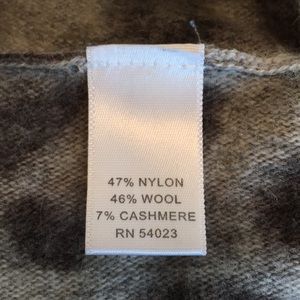 47% NYLON
46% WOOL
7% CASHMERE
RN 54023